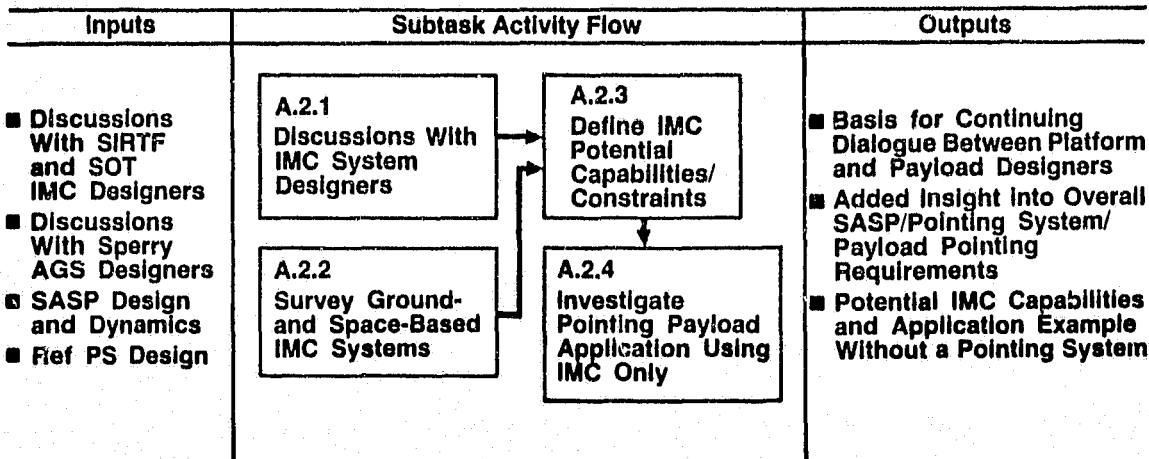 Inputs
Subtask Activity Flow
Outputs
■ Discussions
With SIRTF
and SOT
IMC Designers
■ Discussions
With Sperry
AGS Designers
■ SASP Design
and Dynamics
■ Ref PS Design
A.2.1
Discussions With
IMC System
Designers
A.2.2
Survey Ground-
and Space-Based
IMC Systems
A.2.3
Define IMC
Potential
Capabilities/
Constraints
A.2.4
Investigate
Pointing Payload
Application Using
IMC Only
■ Basis for Continuing
Dialogue Between Platform
and Payload Designers
■ Added Insight into Overall
SASP/Pointing System/
Payload Pointing
Requirements
■ Potential IMC Capabilities
and Application Example
Without a Pointing System